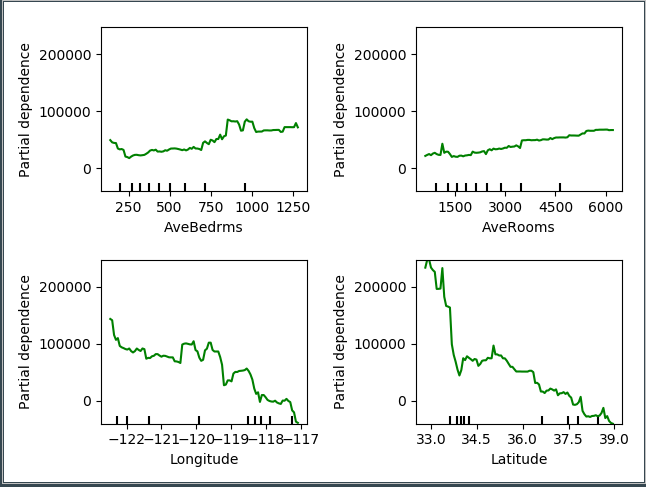 Partial dependence
200000
100000
0
250 500 750 1000 1250
AveBedrms
Partial dependence
200000
100000
0
1500 3000 4500 6000
AveRooms
Partial dependence
200000
100000
0
−122 −121 −120 −119 −118 −117
Longitude
Partial dependence
200000
100000
0
33.0 34.5 36.0 37.5 39.0
Latitude